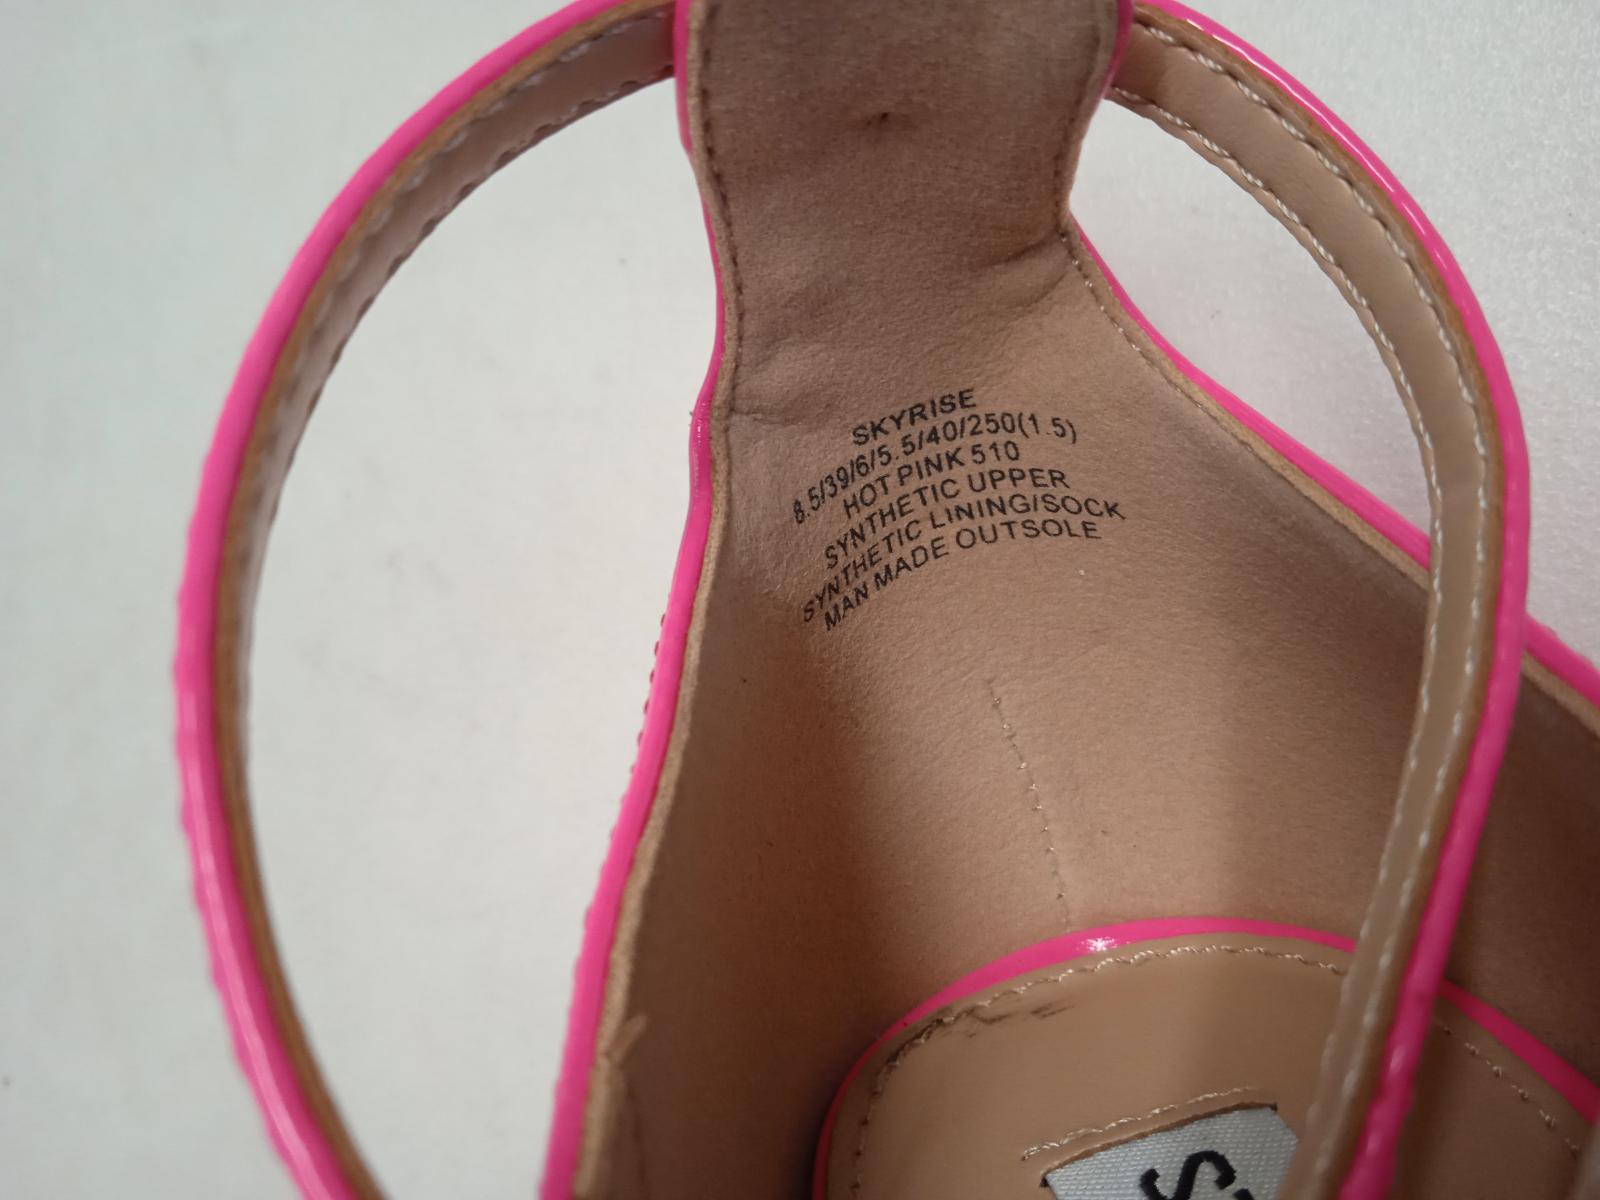 SKYRISE
8.5/39/6/5.5/40/250(1.5)
HOT PINK 510
SYNTHETIC UPPER
SYNTHETIC LINING/SOCK
MAN MADE OUTSOLE